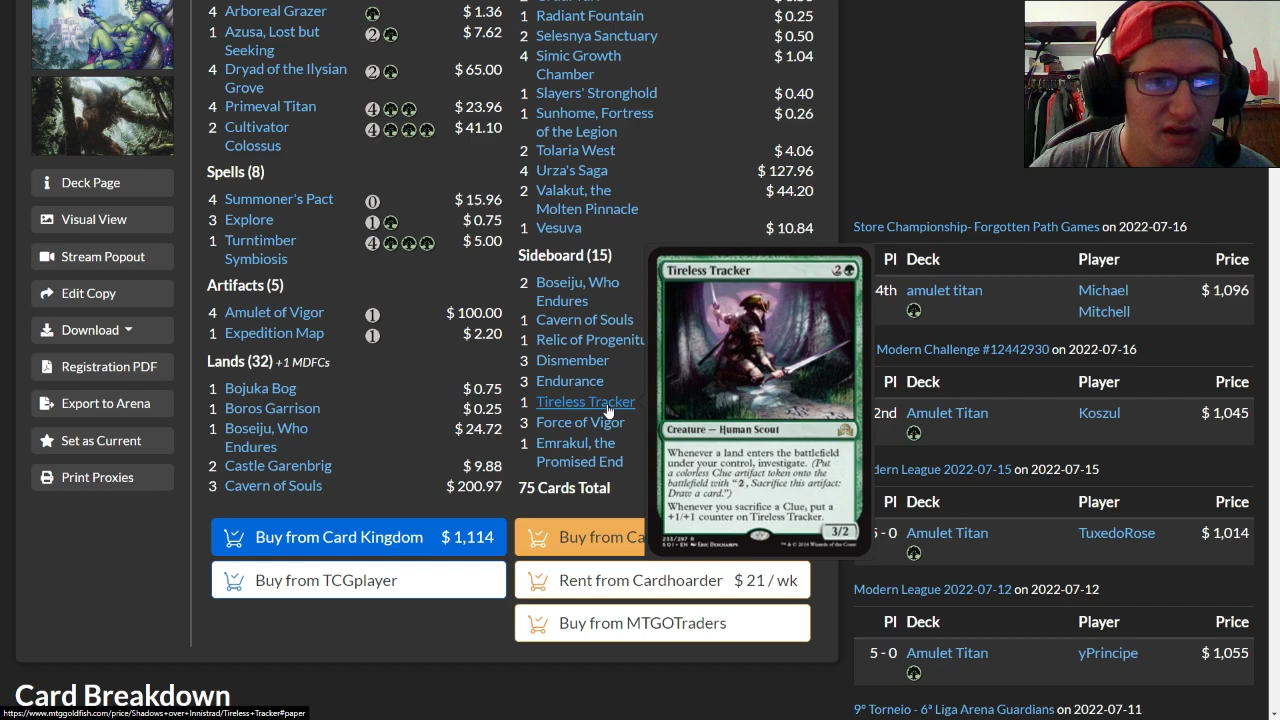 4 Arboreal Grazer $ 1.36
1 Azusa, Lost but Seeking 2 $ 7.62
4 Dryad of the Ilysian Grove 2 $ 65.00
4 Primeval Titan 4 $ 23.96
2 Cultivator Colossus 4 $ 41.10
Spells (8)
4 Summoner's Pact 0 $ 15.96
3 Explore 1 $ 0.75
1 Turntimber Symbiosis 4 $ 5.00
Artifacts (5)
4 Amulet of Vigor 1 $ 100.00
1 Expedition Map 1 $ 2.20
Lands (32) +1 MDFCs
1 Bojuka Bog $ 0.75
1 Boros Garrison $ 0.25
1 Boseiju, Who Endures $ 24.72
2 Castle Garenbrig $ 9.88
3 Cavern of Souls $ 200.97
1 Radiant Fountain $ 0.25
2 Selesnya Sanctuary $ 0.50
4 Simic Growth Chamber $ 1.04
1 Slayers' Stronghold $ 0.40
1 Sunhome, Fortress of the Legion $ 0.26
2 Tolaria West $ 4.06
4 Urza's Saga $ 127.96
2 Valakut, the Molten Pinnacle $ 44.20
1 Vesuva $ 10.84
Sideboard (15)
2 Boseiju, Who Endures
1 Cavern of Souls
1 Relic of Progenitu
3 Dismember
3 Endurance
1 Tireless Tracker
3 Force of Vigor
1 Emrakul, the Promised End
75 Cards Total
Deck Page
Visual View
Stream Popout
Edit Copy
Download
Registration PDF
Export to Arena
Set as Current
Print Proxies
Buy from Card Kingdom $ 1,114
Buy from Ca
Buy from TCGplayer
Rent from Cardhoarder $ 21 / wk
Buy from MTGOTraders
Tireless Tracker 2
Creature — Human Scout
Whenever a land enters the battlefield
under your control, investigate. (Put
a colorless Clue artifact token onto the
battlefield with "2, Sacrifice this artifact:
Draw a card.")
Whenever you sacrifice a Clue, put a
+1/+1 counter on Tireless Tracker.
3/2
Store Championship- Forgotten Path Games on 2022-07-16
Pl Deck Player Price
4th amulet titan Michael Mitchell $ 1,096
Modern Challenge #12442930 on 2022-07-16
Pl Deck Player Price
2nd Amulet Titan Koszul $ 1,045
dern League 2022-07-15 on 2022-07-15
Pl Deck Player Price
- 0 Amulet Titan TuxedoRose $ 1,014
Modern League 2022-07-12 on 2022-07-12
Pl Deck Player Price
5 - 0 Amulet Titan yPrincipe $ 1,055
9º Torneio - 6ª Liga Arena Guardians on 2022-07-11
Card Breakdown
https://www.mtggoldfish.com/price/Shadows+over+Innistrad/Tireless+Tracker#paper